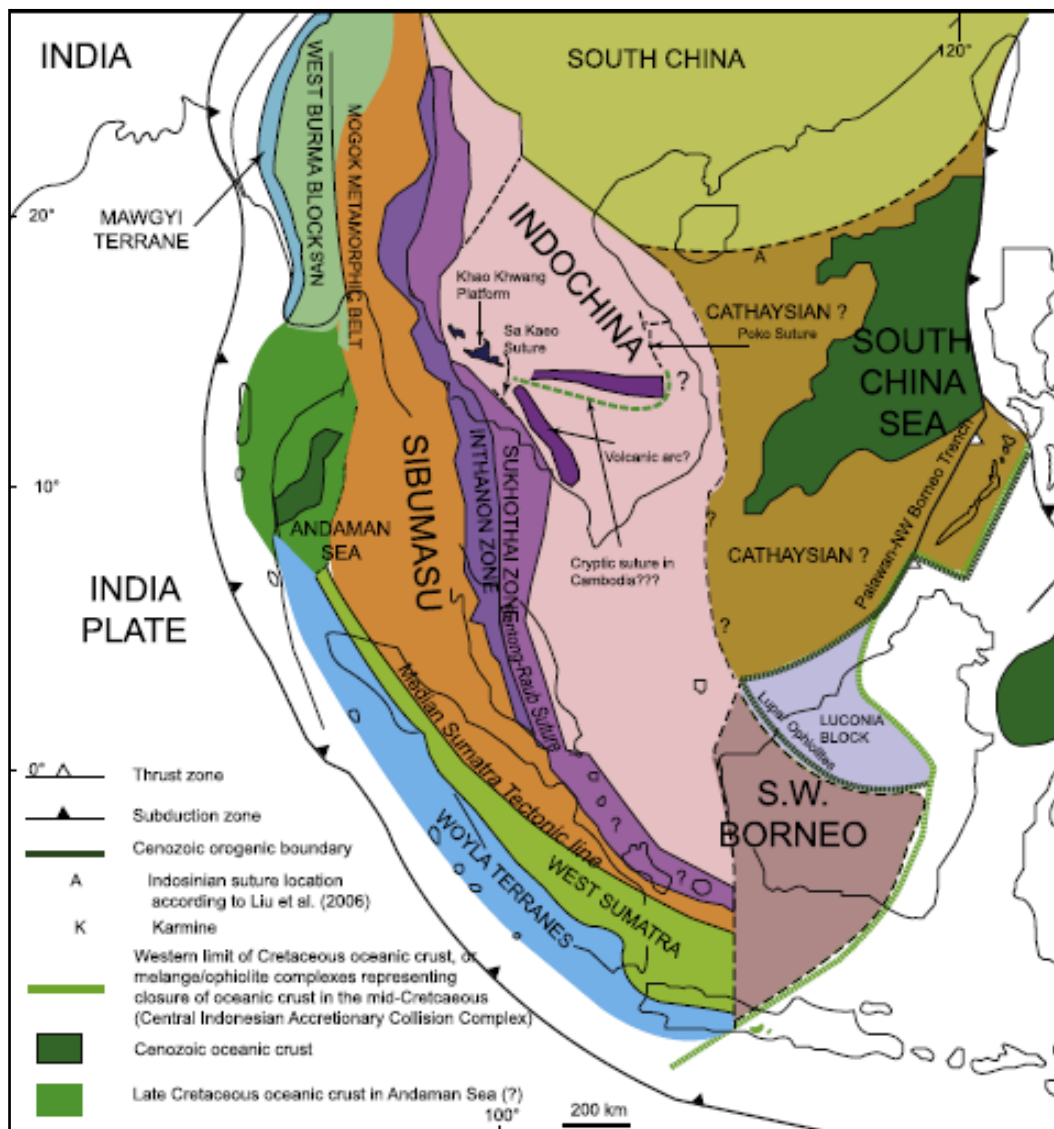 INDIA
SOUTH CHINA
120°
WEST BURMA BLOCK
SAN
MOGOK METAMORPHIC BELT
20°
MAWGYI
TERRANE
INDOCHINA
Khao Khwang
Platform
A
CATHAYSIAN ?
Poko Suture
Sa Kaeo
Suture
SOUTH
CHINA
SEA
?
SIBUMASU
INTHANON ZONE
SUKHOTHAI ZONE
Volcanic arc?
Palawan-NW Borneo Trench
10°
ANDAMAN
SEA
?
CATHAYSIAN ?
Cryptic suture in
Cambodia???
INDIA
PLATE
?
Bentong-Raub Suture
Median Sumatra Tectonic line
Lupar Ophiolites
LUCONIA
BLOCK
0°
Thrust zone
S.W.
BORNEO
Subduction zone
WOYLA TERRANES
WEST SUMATRA
?
?
Cenozoic orogenic boundary
A Indosinian suture location
according to Liu et al. (2006)
K Karmine
Western limit of Cretaceous oceanic crust, or
melange/ophiolite complexes representing
closure of oceanic crust in the mid-Cretcaeous
(Central Indonesian Accretionary Collision Complex)
Cenozoic oceanic crust
Late Cretaceous oceanic crust in Andaman Sea (?)
100°
200 km